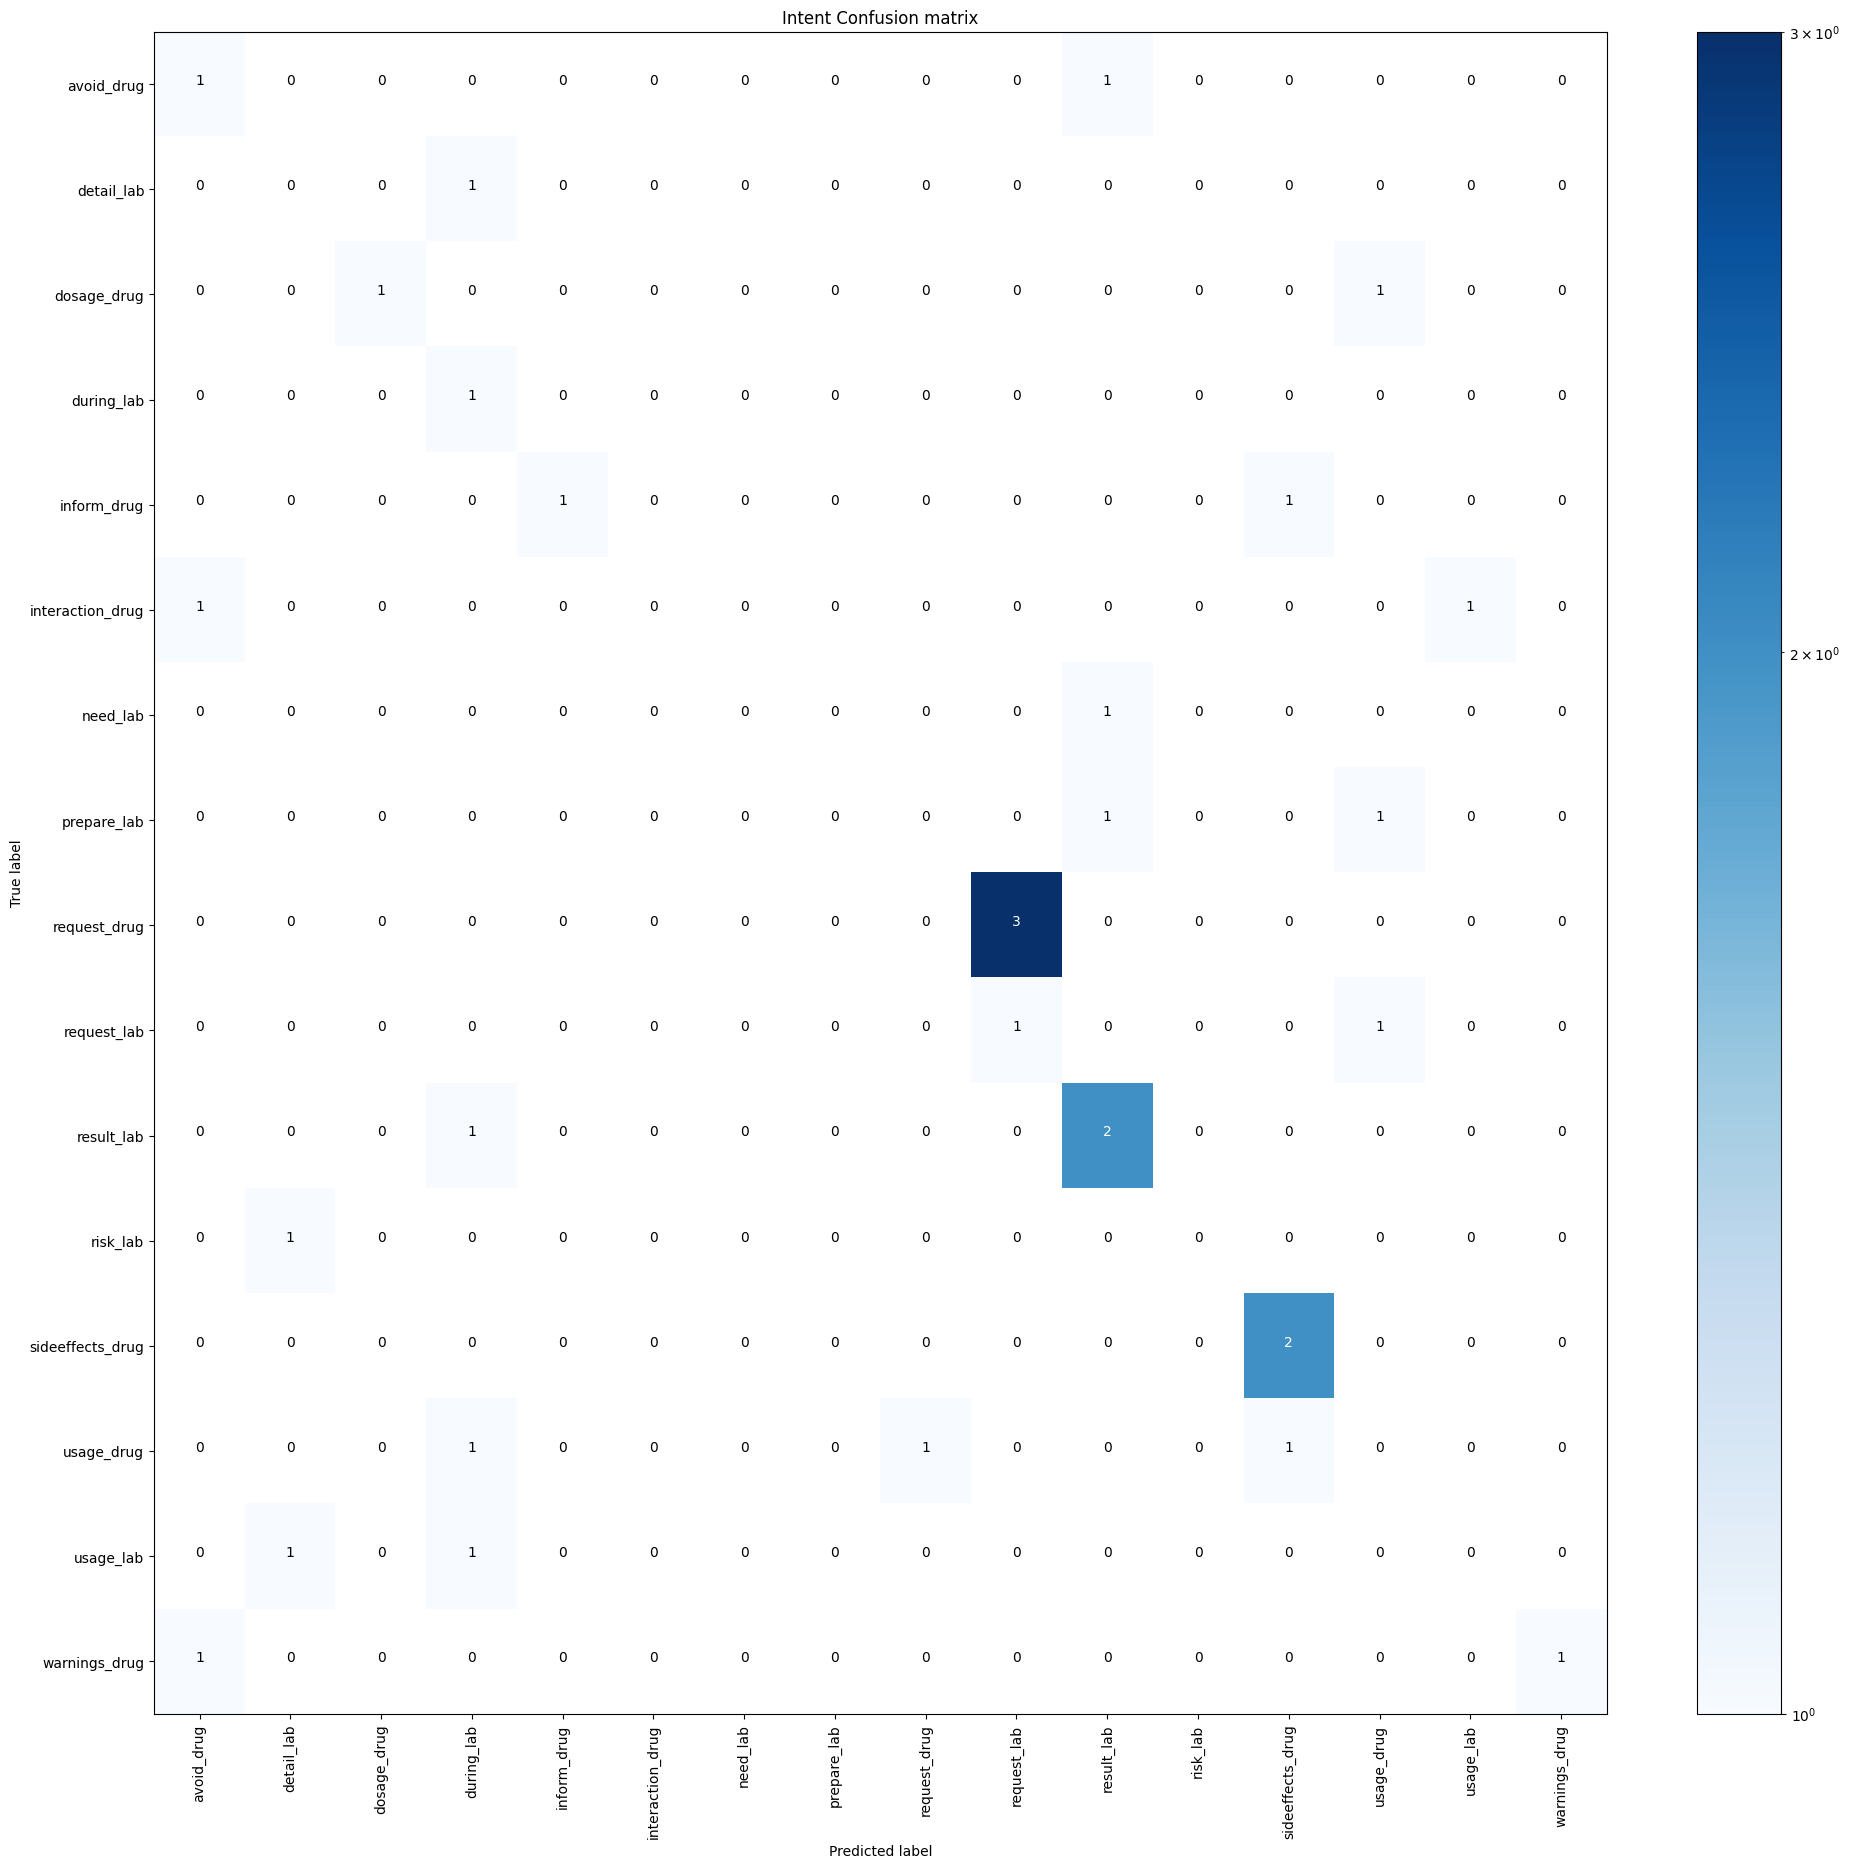 Intent Confusion matrix
avoid_drug 1 0 0 0 0 0 0 0 0 0 1 0 0 0 0 0
detail_lab 0 0 0 1 0 0 0 0 0 0 0 0 0 0 0 0
dosage_drug 0 0 1 0 0 0 0 0 0 0 0 0 0 1 0 0
during_lab 0 0 0 1 0 0 0 0 0 0 0 0 0 0 0 0
inform_drug 0 0 0 0 1 0 0 0 0 0 0 0 1 0 0 0
interaction_drug 1 0 0 0 0 0 0 0 0 0 0 0 0 0 1 0
need_lab 0 0 0 0 0 0 0 0 0 0 1 0 0 0 0 0
prepare_lab 0 0 0 0 0 0 0 0 0 0 1 0 0 1 0 0
request_drug 0 0 0 0 0 0 0 0 0 3 0 0 0 0 0 0
request_lab 0 0 0 0 0 0 0 0 0 1 0 0 0 1 0 0
result_lab 0 0 0 1 0 0 0 0 0 0 2 0 0 0 0 0
risk_lab 0 1 0 0 0 0 0 0 0 0 0 0 0 0 0 0
sideeffects_drug 0 0 0 0 0 0 0 0 0 0 0 0 2 0 0 0
usage_drug 0 0 0 1 0 0 0 0 1 0 0 0 1 0 0 0
usage_lab 0 1 0 1 0 0 0 0 0 0 0 0 0 0 0 0
warnings_drug 1 0 0 0 0 0 0 0 0 0 0 0 0 0 0 1
True label
avoid_drug
detail_lab
dosage_drug
during_lab
inform_drug
interaction_drug
need_lab
prepare_lab
request_drug
request_lab
result_lab
risk_lab
sideeffects_drug
usage_drug
usage_lab
warnings_drug
Predicted label
3 × 10⁰
2 × 10⁰
10⁰